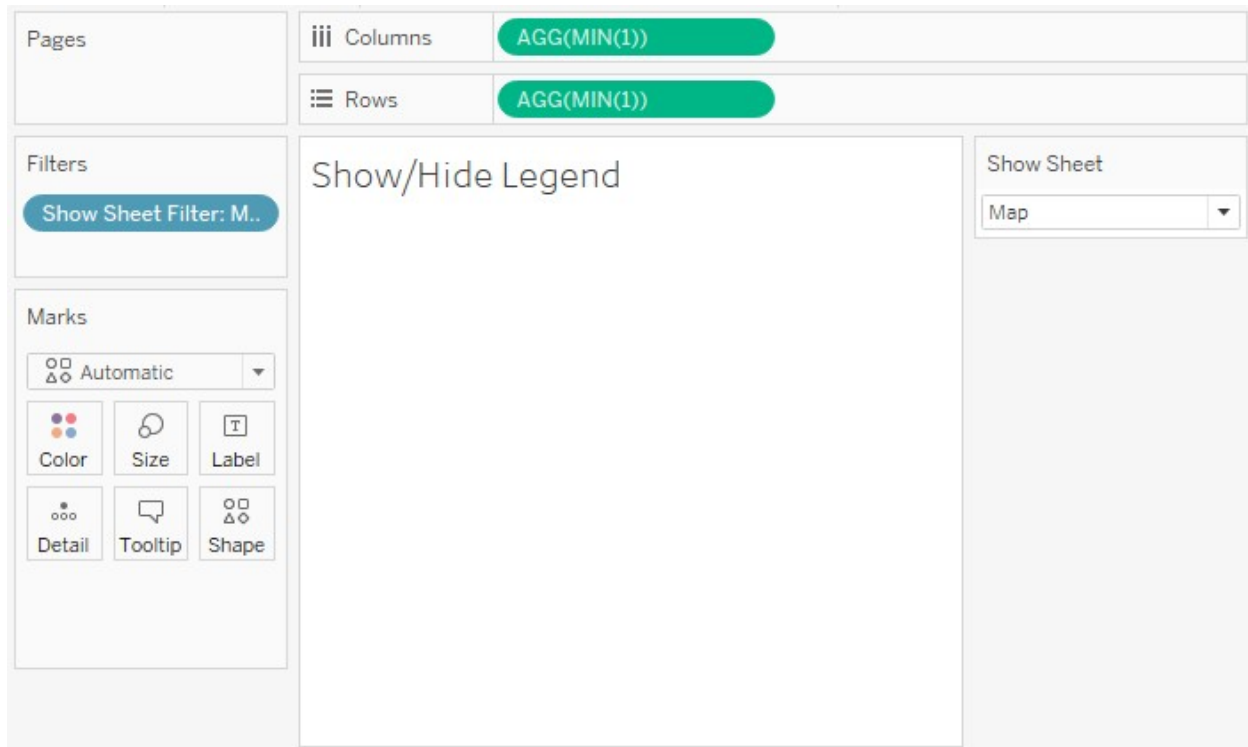 Pages
Columns
AGG(MIN(1))
Rows
AGG(MIN(1))
Filters
Show Sheet Filter: M..
Marks
Automatic
Color
Size
T
Label
Detail
Tooltip
Shape
Show/Hide Legend
Show Sheet
Map